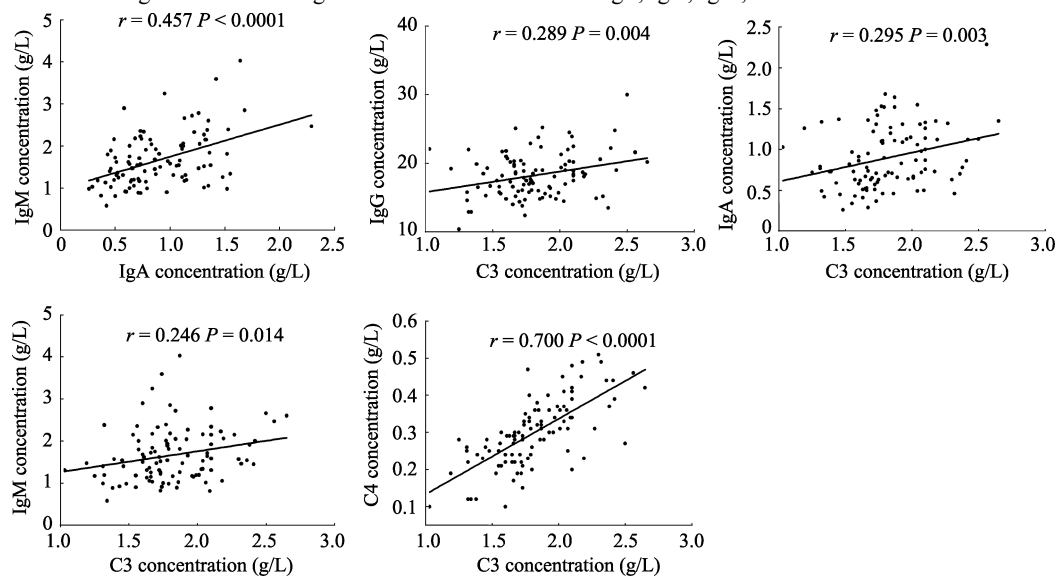 r = 0.457 P < 0.0001
IgM concentration (g/L)
5
4
3
2
1
0
0 0.5 1.0 1.5 2.0 2.5
IgA concentration (g/L)
r = 0.289 P = 0.004
IgG concentration (g/L)
40
30
20
10
1.0 1.5 2.0 2.5 3.0
C3 concentration (g/L)
r = 0.295 P = 0.003
IgA concentration (g/L)
2.5
2.0
1.5
1.0
0.5
0
1.0 1.5 2.0 2.5 3.0
C3 concentration (g/L)
r = 0.246 P = 0.014
IgM concentration (g/L)
5
4
3
2
1
0
1.0 1.5 2.0 2.5 3.0
C3 concentration (g/L)
r = 0.700 P < 0.0001
C4 concentration (g/L)
0.6
0.5
0.4
0.3
0.2
0.1
1.0 1.5 2.0 2.5 3.0
C3 concentration (g/L)